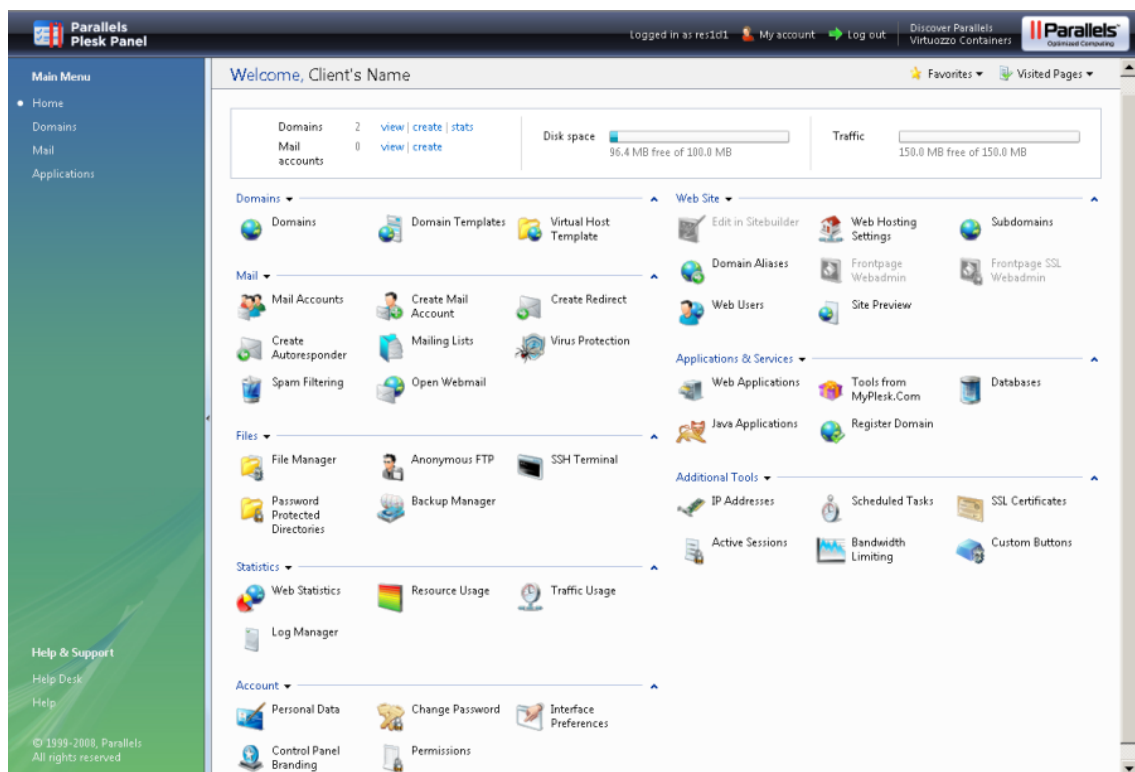 Parallels
Plesk Panel
Logged in as res1cl1 My account Log out
Discover Parallels
Virtuozzo Containers
Parallels™
Optimized Computing
Main Menu
Home
Domains
Mail
Applications
Help & Support
Help Desk
Help
© 1999-2008, Parallels
All rights reserved
Welcome, Client's Name
Favorites Visited Pages
Domains 2 view | create | stats
Mail
accounts
0 view | create
Disk space
96.4 MB free of 100.0 MB
Traffic
150.0 MB free of 150.0 MB
Domains
Domains
Domain Templates
Virtual Host
Template
Mail
Mail Accounts
Create Mail
Account
Create Redirect
Create
Autoresponder
Mailing Lists
Virus Protection
Spam Filtering
Open Webmail
Files
File Manager
Anonymous FTP
SSH Terminal
Password
Protected
Directories
Backup Manager
Statistics
Web Statistics
Resource Usage
Traffic Usage
Log Manager
Account
Personal Data
Change Password
Interface
Preferences
Control Panel
Branding
Permissions
Web Site
Edit in Sitebuilder
Web Hosting
Settings
Subdomains
Domain Aliases
Frontpage
Webadmin
Frontpage SSL
Webadmin
Web Users
Site Preview
Applications & Services
Web Applications
Tools from
MyPlesk.Com
Databases
Java Applications
Register Domain
Additional Tools
IP Addresses
Scheduled Tasks
SSL Certificates
Active Sessions
Bandwidth
Limiting
Custom Buttons